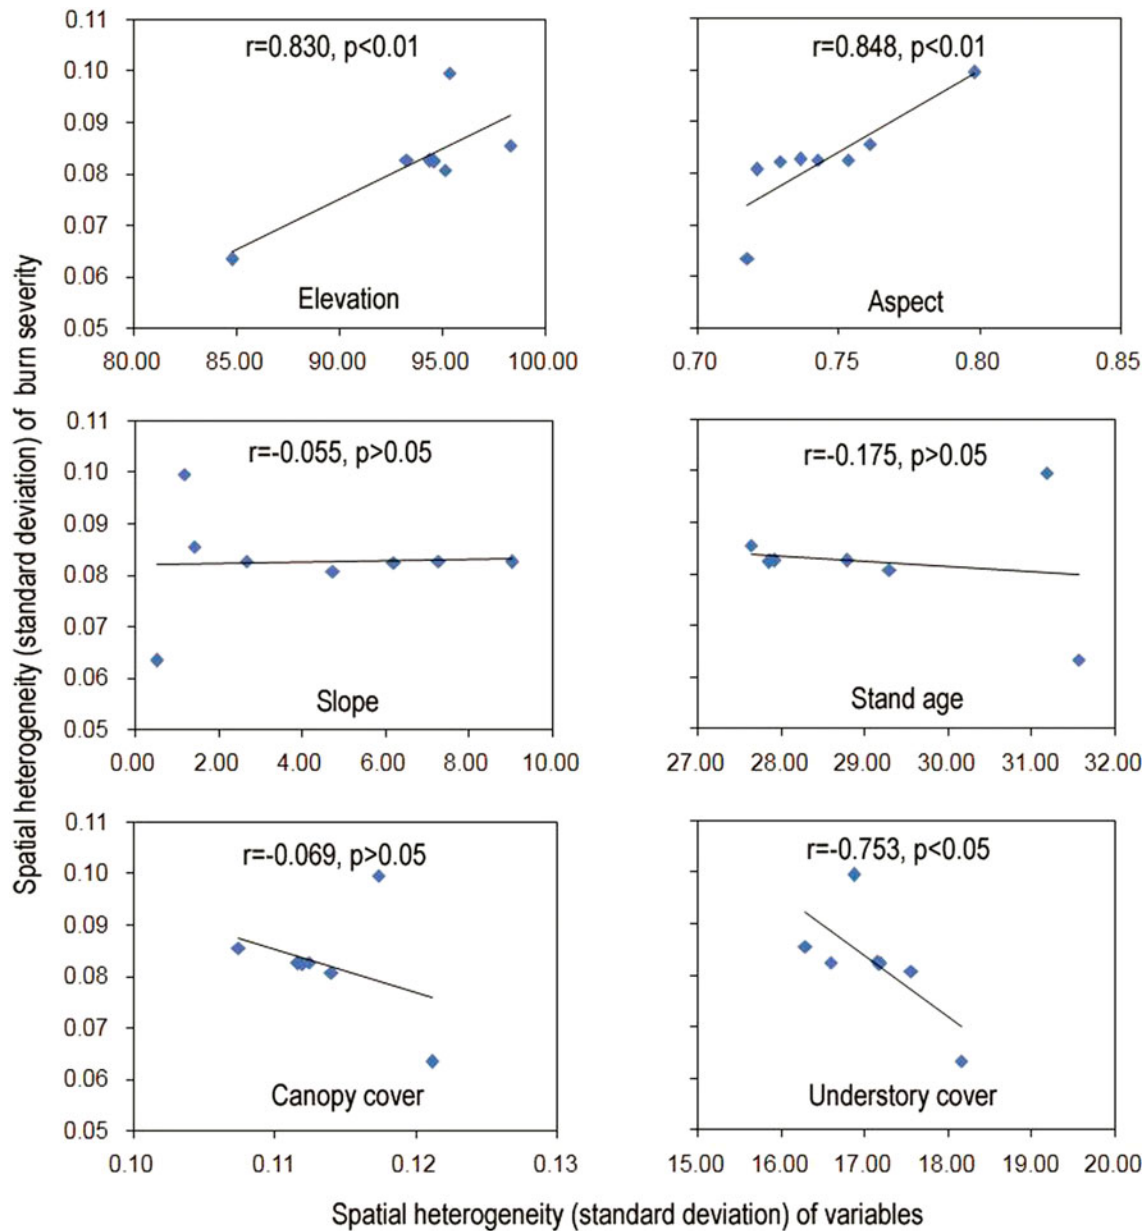 Spatial heterogeneity (standard deviation) of burn severity
0.11
0.10
0.09
0.08
0.07
0.06
0.05
r=0.830, p<0.01
Elevation
80.00 85.00 90.00 95.00 100.00
r=0.848, p<0.01
Aspect
0.70 0.75 0.80 0.85
0.11
0.10
0.09
0.08
0.07
0.06
0.05
r=-0.055, p>0.05
Slope
0.00 2.00 4.00 6.00 8.00 10.00
r=-0.175, p>0.05
Stand age
27.00 28.00 29.00 30.00 31.00 32.00
0.11
0.10
0.09
0.08
0.07
0.06
0.05
r=-0.069, p>0.05
Canopy cover
0.10 0.11 0.12 0.13
r=-0.753, p<0.05
Understory cover
15.00 16.00 17.00 18.00 19.00 20.00
Spatial heterogeneity (standard deviation) of variables